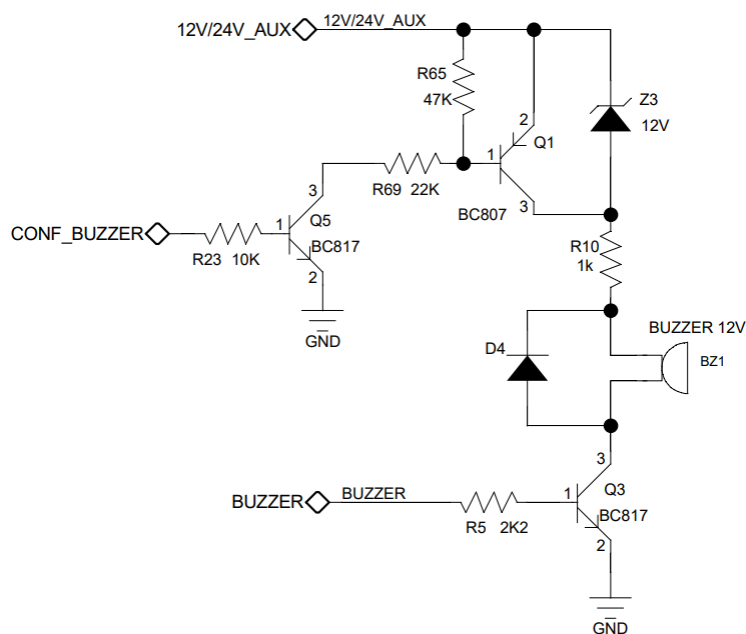 12V/24V_AUX 12V/24V_AUX
R65
47K
Z3
12V
2
Q1
1
3
R69 22K
BC807
3
Q5
1
CONF_BUZZER
R23 10K
BC817
2
GND
R10
1k
BUZZER 12V
D4
BZ1
3
Q3
1
BUZZER BUZZER
R5 2K2
BC817
2
GND